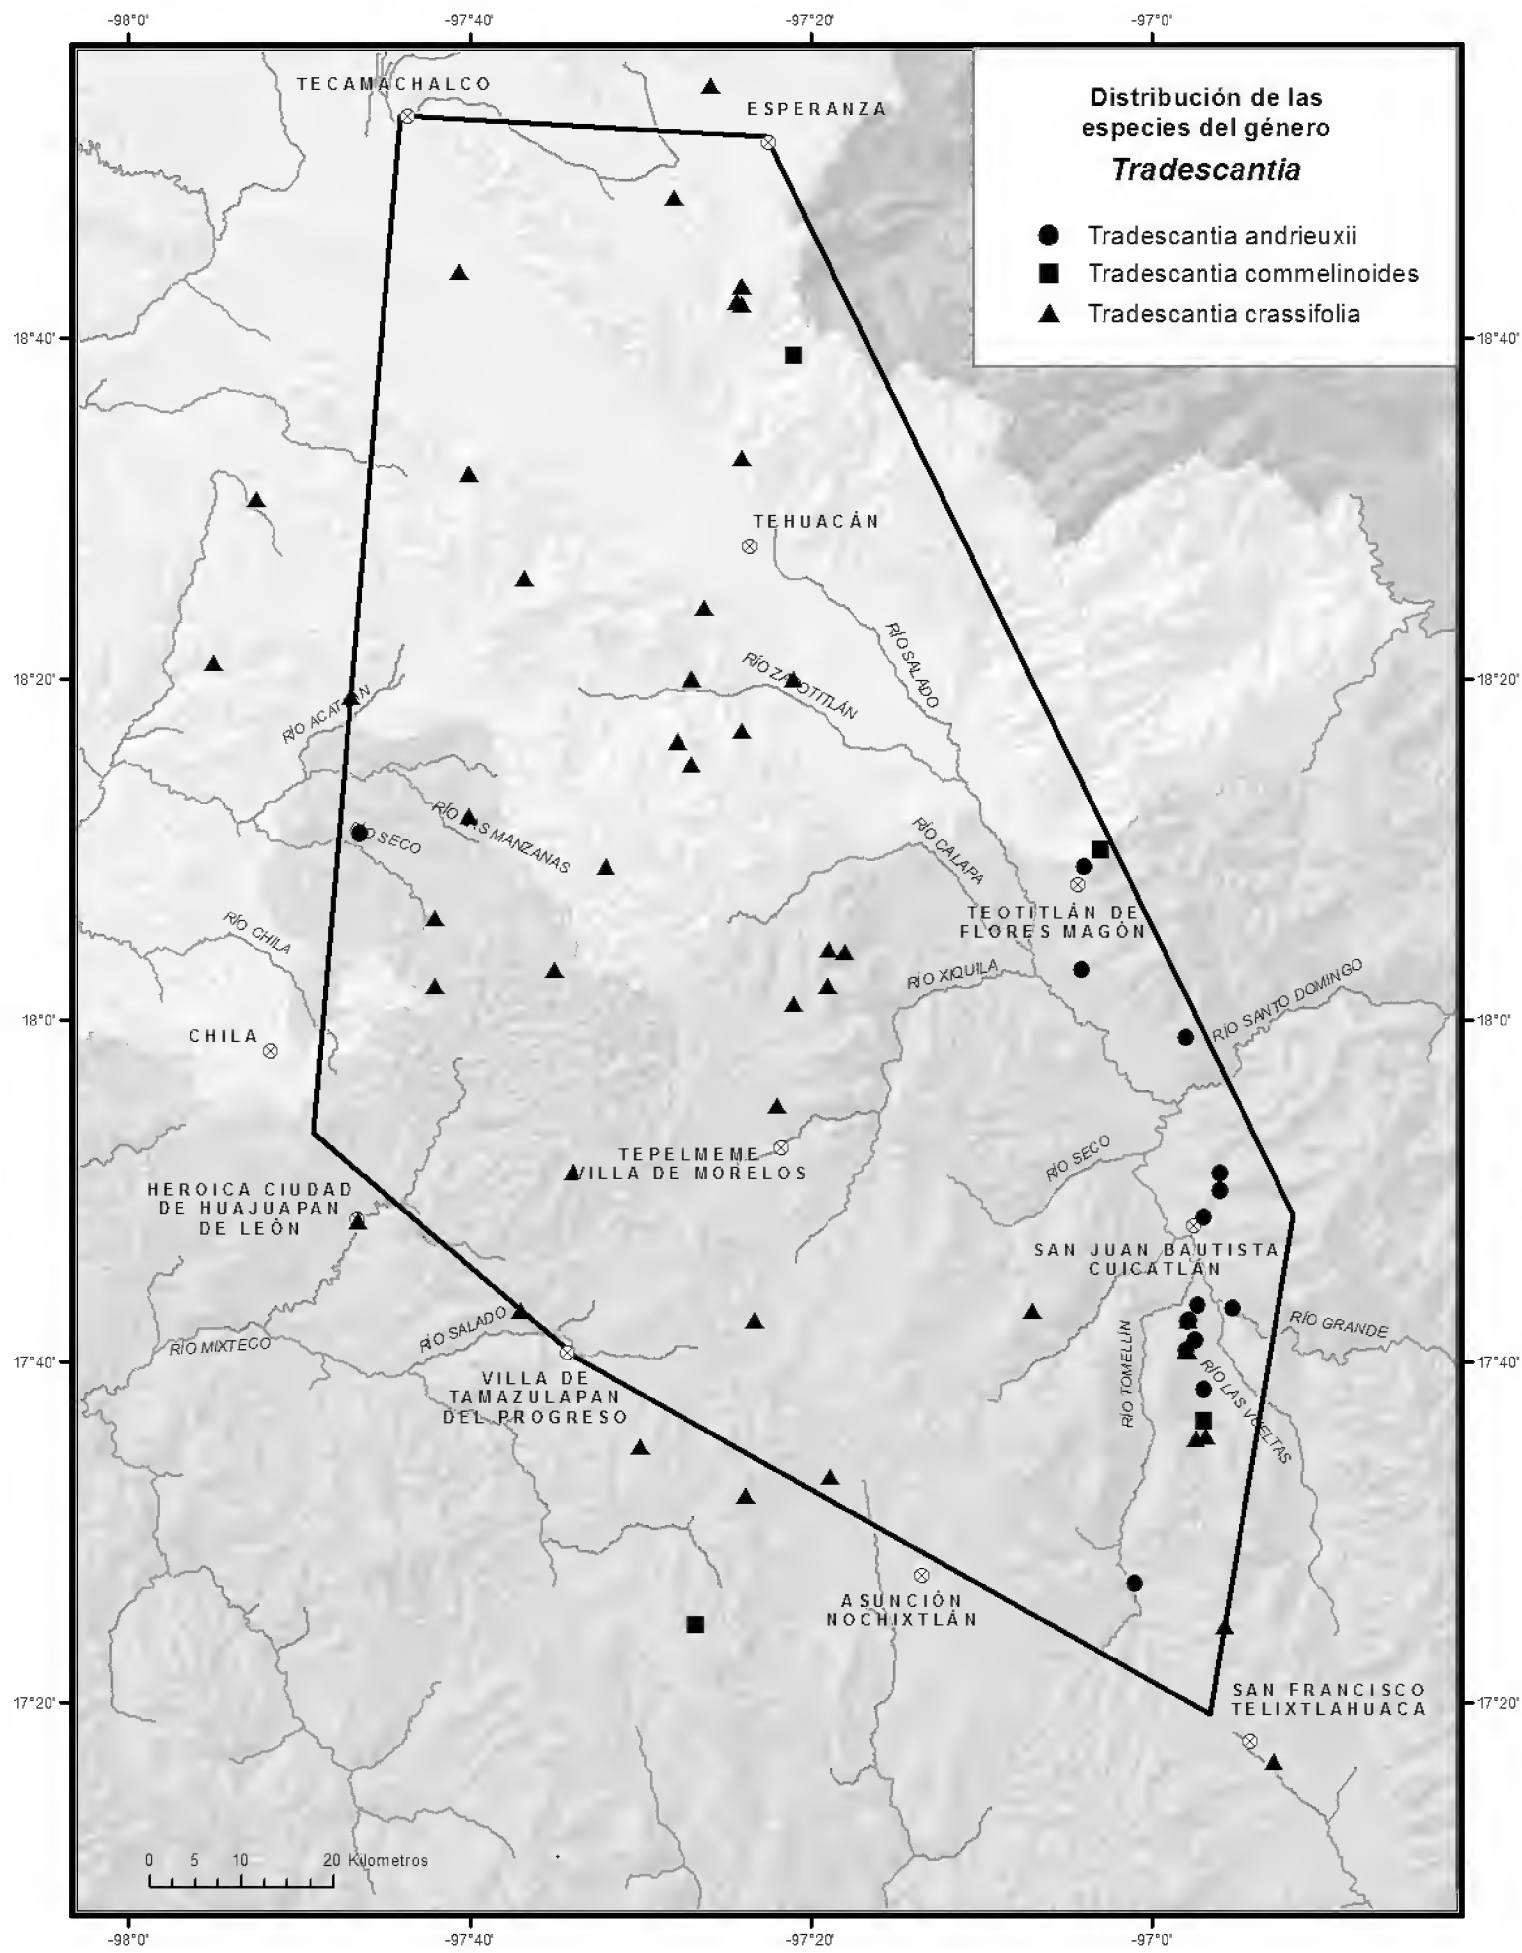 -98°0'
-97°40'
-97°20'
-97°0'
TECAMACHALCO
ESPERANZA
Distribución de las
especies del género
Tradescantia
Tradescantia andrieuxii
Tradescantia commelinoides
Tradescantia crassifolia
18°40'
18°40'
TEHUACÁN
RÍO SALADO
RÍO ZAPOTITLÁN
18°20'
18°20'
RÍO ACATLÁN
RÍO LAS MANZANAS
RÍO SECO
RÍO CALAPA
TEOTITLÁN DE
FLORES MAGÓN
RÍO CHILA
RÍO XIQUILA
RÍO SANTO DOMINGO
18°0'
18°0'
CHILA
TEPELMEME
VILLA DE MORELOS
RÍO SECO
HEROICA CIUDAD
DE HUAJUAPAN
DE LEÓN
SAN JUAN BAUTISTA
CUICATLÁN
RÍO SALADO
RÍO MIXTECO
RÍO GRANDE
17°40'
17°40'
RÍO TOMELLÍN
RÍO LAS VUELTAS
VILLA DE
TAMAZULAPAN
DEL PROGRESO
ASUNCIÓN
NOCHIXTLÁN
SAN FRANCISCO
TELIXTLAHUACA
17°20'
17°20'
0 5 10 20 Kilometros
-98°0'
-97°40'
-97°20'
-97°0'